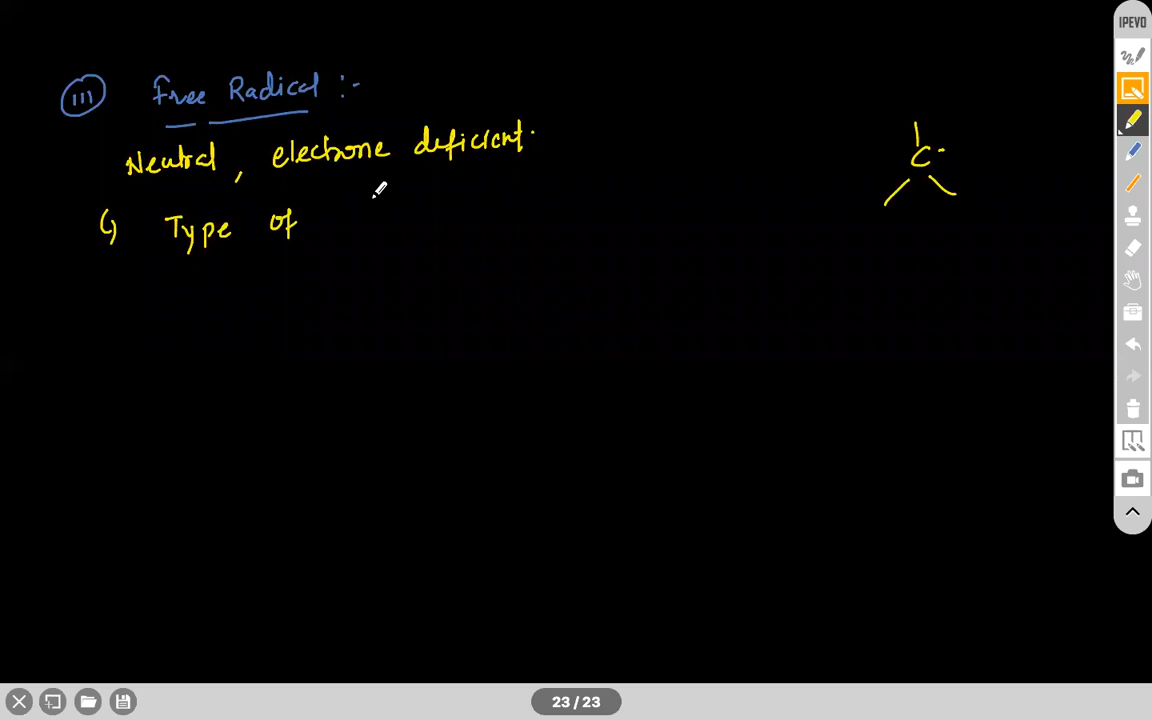 (III) Free Radical :-
Neutral, electrone deficient.
↳ Type of
C·
IPEVO
23 / 23